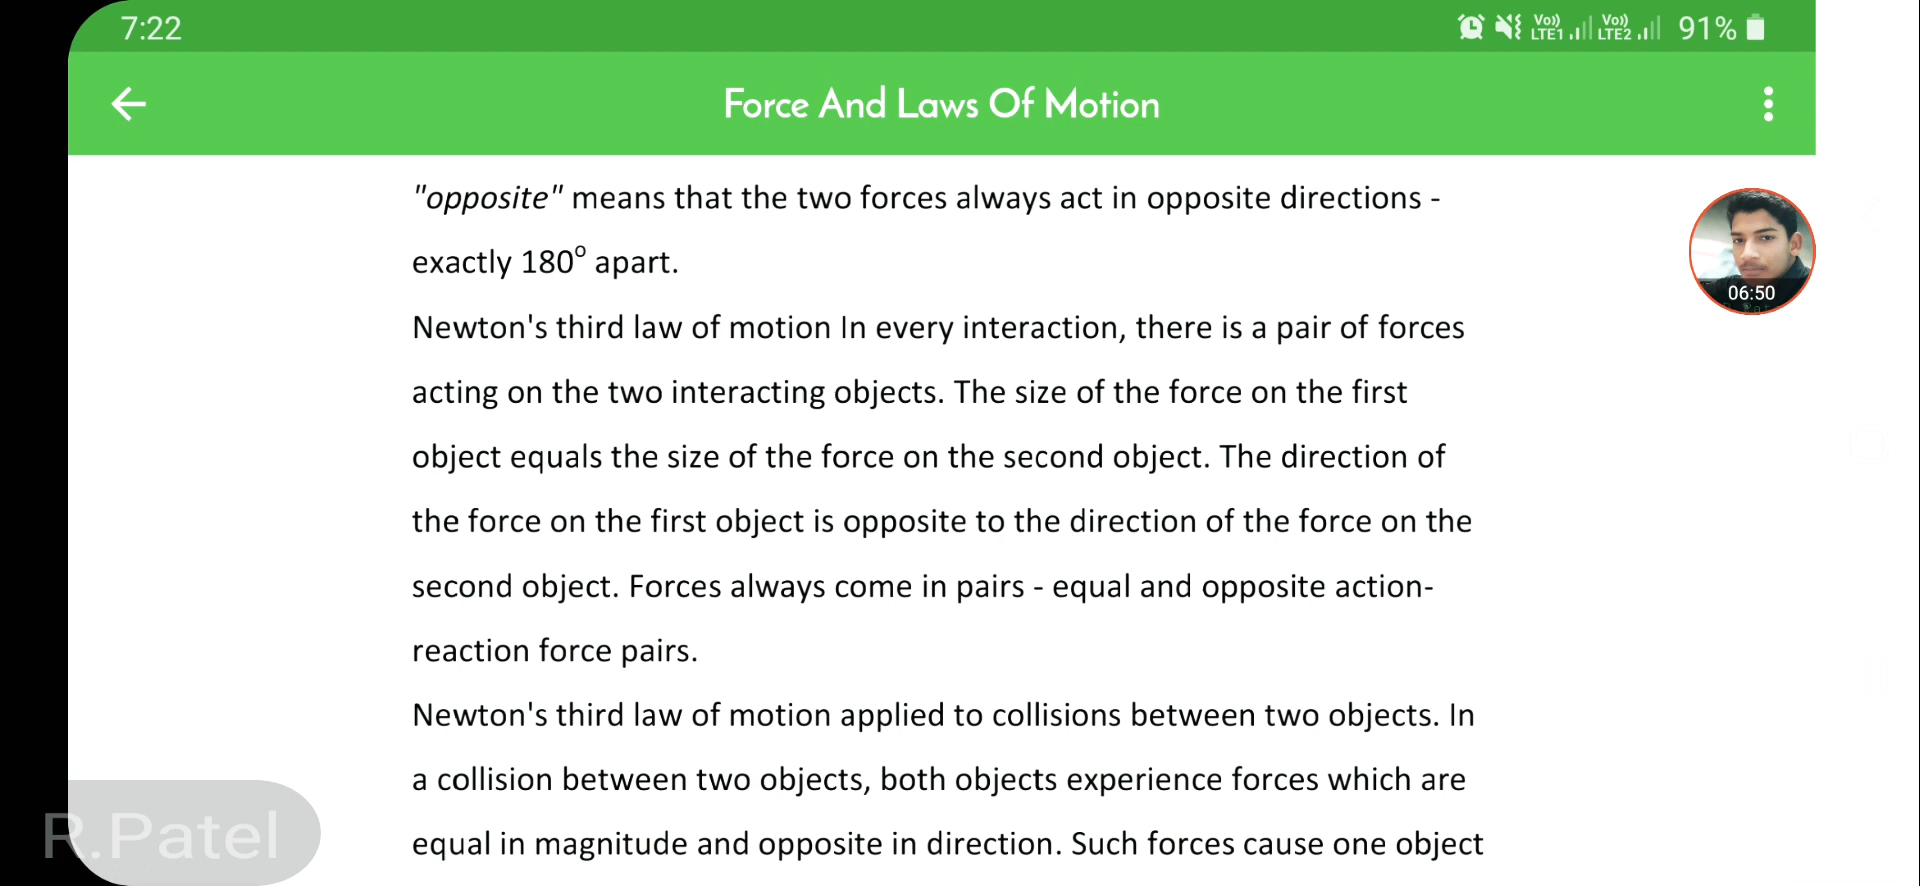 7:22
Vo)) LTE1 Vo)) LTE2 91%
Force And Laws Of Motion
"opposite" means that the two forces always act in opposite directions -
exactly 180° apart.
06:50
Newton's third law of motion In every interaction, there is a pair of forces
acting on the two interacting objects. The size of the force on the first
object equals the size of the force on the second object. The direction of
the force on the first object is opposite to the direction of the force on the
second object. Forces always come in pairs - equal and opposite action-
reaction force pairs.
Newton's third law of motion applied to collisions between two objects. In
a collision between two objects, both objects experience forces which are
equal in magnitude and opposite in direction. Such forces cause one object
R.Patel